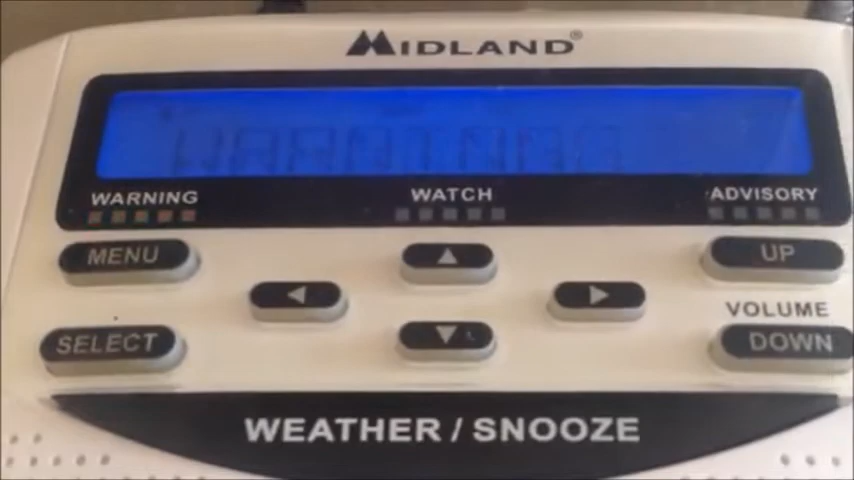 MIDLAND®
WARNING WATCH ADVISORY
MENU UP
VOLUME
SELECT DOWN
WEATHER / SNOOZE